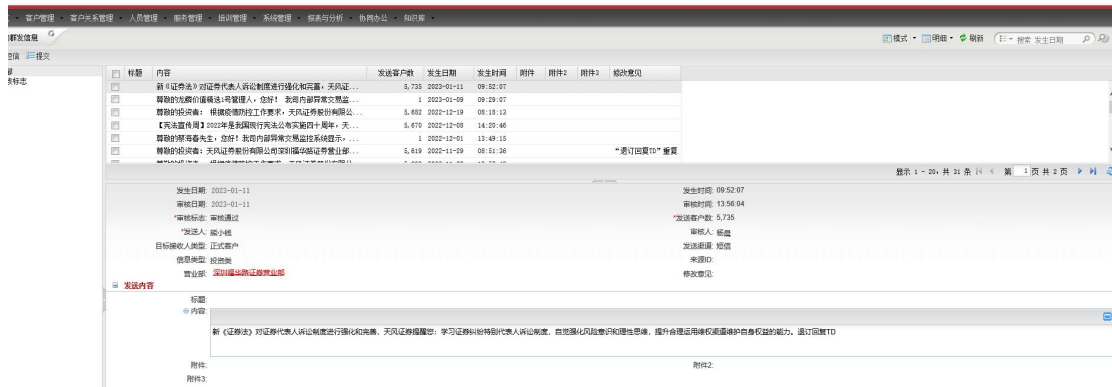 客户管理 客户关系管理 人员管理 服务管理 培训管理 系统管理 报表与分析 协同办公 知识库
群发信息
模式 明细 刷新 搜索 发生日期
短信 提交
标题 内容 发送客户数 发生日期 发生时间 附件 附件2 附件3 修改意见
核标志
新《证券法》对证券代表人诉讼制度进行强化和完善,天风证... 5,735 2023-01-11 09:52:07
尊敬的龙麟价值精选1号管理人,您好! 我司内部异常交易监... 1 2023-01-09 09:29:07
尊敬的投资者: 根据疫情防控工作要求,天风证券股份有限公... 5,682 2022-12-19 08:18:13
【宪法宣传周】2022年是我国现行宪法公布实施四十周年,天... 5,670 2022-12-08 14:20:46
尊敬的蔡海春先生,您好!我司内部异常交易监控系统显示,... 1 2022-12-01 13:49:15
尊敬的投资者:天风证券股份有限公司深圳福华路证券营业部... 5,619 2022-11-29 08:51:36 “退订回复TD”重复
显示 1 - 20,共 31 条 第 1 页 共 2 页
发生日期: 2023-01-11 发生时间: 09:52:07
审核日期: 2023-01-11 审核时间: 13:56:04
*审核标志: 审核通过 *发送客户数: 5,735
*发送人: 熊小钱 审核人: 杨晨
目标接收人类型: 正式客户 发送渠道: 短信
信息类型: 投资类 来源ID:
营业部: 深圳福华路证券营业部 修改意见:
发送内容
标题:
内容:
新《证券法》对证券代表人诉讼制度进行强化和完善,天风证券提醒您:学习证券纠纷特别代表人诉讼制度,自觉强化风险意识和理性思维,提升合理运用维权渠道维护自身权益的能力。退订回复TD
附件: 附件2:
附件3: